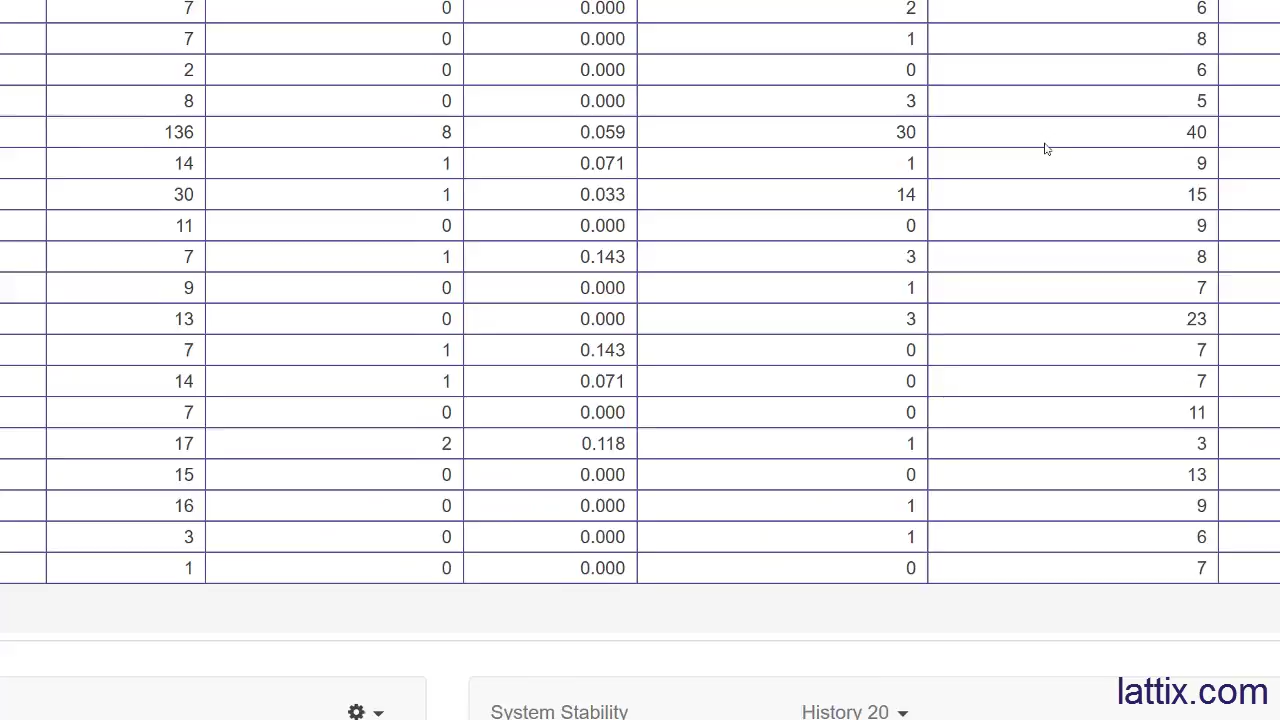 7 0 0.000 2 6
7 0 0.000 1 8
2 0 0.000 0 6
8 0 0.000 3 5
136 8 0.059 30 40
14 1 0.071 1 9
30 1 0.033 14 15
11 0 0.000 0 9
7 1 0.143 3 8
9 0 0.000 1 7
13 0 0.000 3 23
7 1 0.143 0 7
14 1 0.071 0 7
7 0 0.000 0 11
17 2 0.118 1 3
15 0 0.000 0 13
16 0 0.000 1 9
3 0 0.000 1 6
1 0 0.000 0 7
System Stability History 20
lattix.com